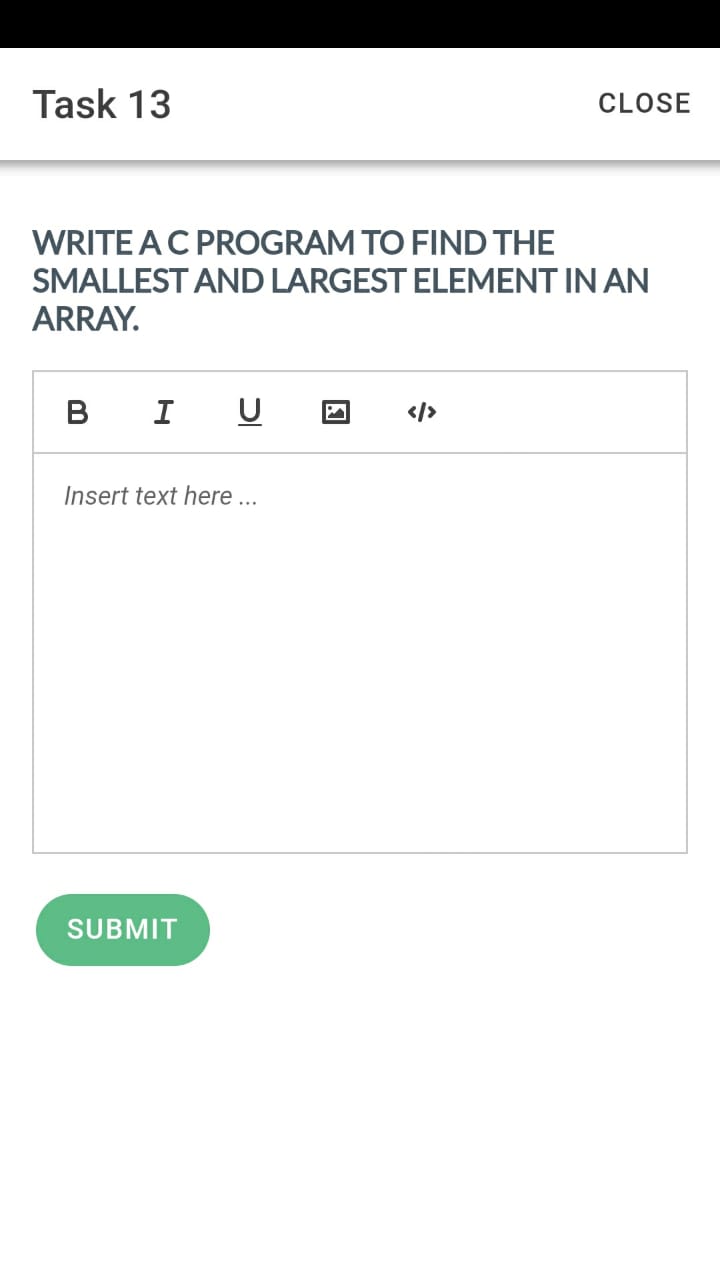 Task 13
CLOSE
WRITE A C PROGRAM TO FIND THE
SMALLEST AND LARGEST ELEMENT IN AN
ARRAY.
B I U </>
Insert text here ...
SUBMIT